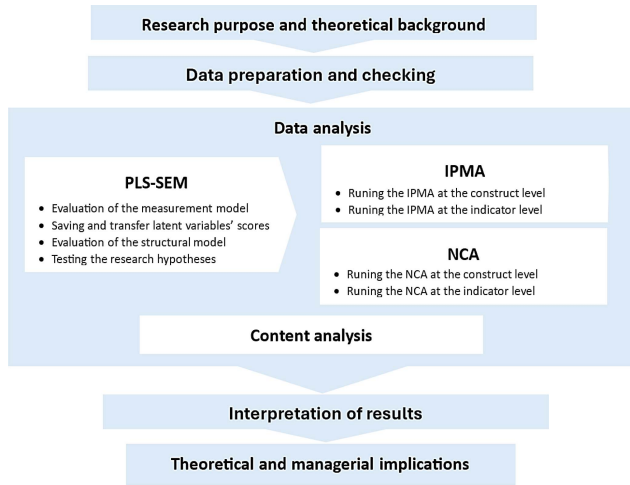 Research purpose and theoretical background
Data preparation and checking
Data analysis
PLS-SEM
• Evaluation of the measurement model
• Saving and transfer latent variables' scores
• Evaluation of the structural model
• Testing the research hypotheses
IPMA
• Runing the IPMA at the construct level
• Runing the IPMA at the indicator level
NCA
• Runing the NCA at the construct level
• Runing the NCA at the indicator level
Content analysis
Interpretation of results
Theoretical and managerial implications